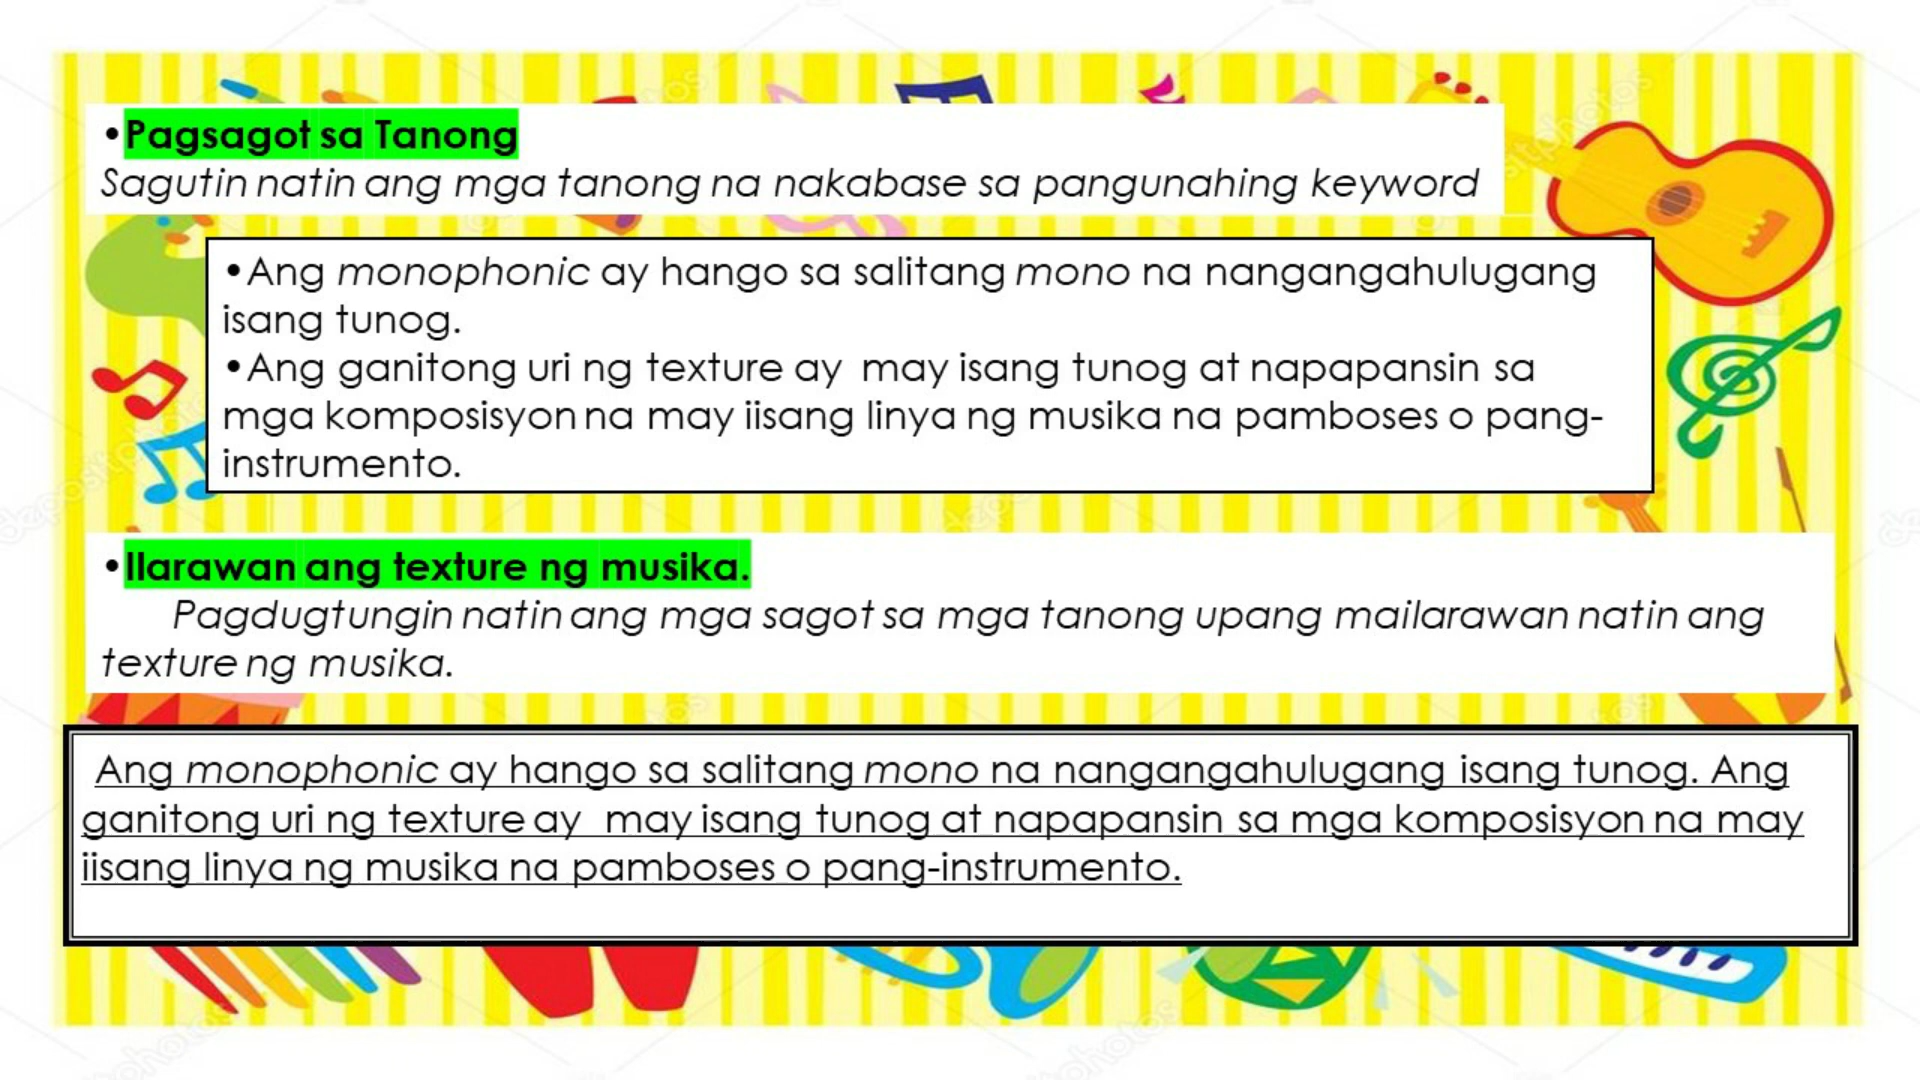 •Pagsagot sa Tanong
Sagutin natin ang mga tanong na nakabase sa pangunahing keyword
•Ang monophonic ay hango sa salitang mono na nangangahulugang
isang tunog.
•Ang ganitong uri ng texture ay may isang tunog at napapansin sa
mga komposisyon na may iisang linya ng musika na pamboses o pang-
instrumento.
•Ilarawan ang texture ng musika.
Pagdugtungin natin ang mga sagot sa mga tanong upang mailarawan natin ang
texture ng musika.
Ang monophonic ay hango sa salitang mono na nangangahulugang isang tunog. Ang
ganitong uri ng texture ay may isang tunog at napapansin sa mga komposisyon na may
iisang linya ng musika na pamboses o pang-instrumento.